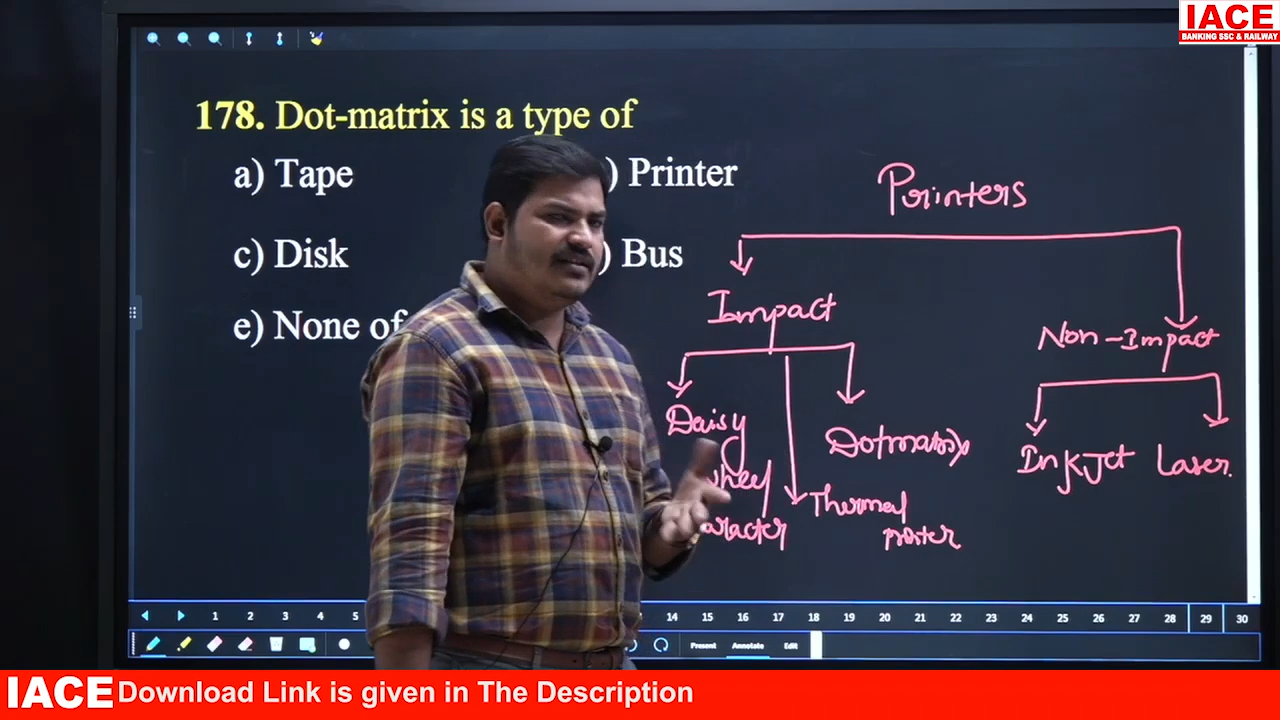 IACE
BANKING SSC & RAILWAY
178. Dot-matrix is a type of
a) Tape
) Printer
c) Disk
) Bus
e) None of
Printers
Impact
Non-Impact
Daisy
Dotmatrix
Thermal
printer
InkJet Laser.
1 2 3 4 5 14 15 16 17 18 19 20 21 22 23 24 25 26 27 28 29 30
Present Annotate Edit
IACE Download Link is given in The Description